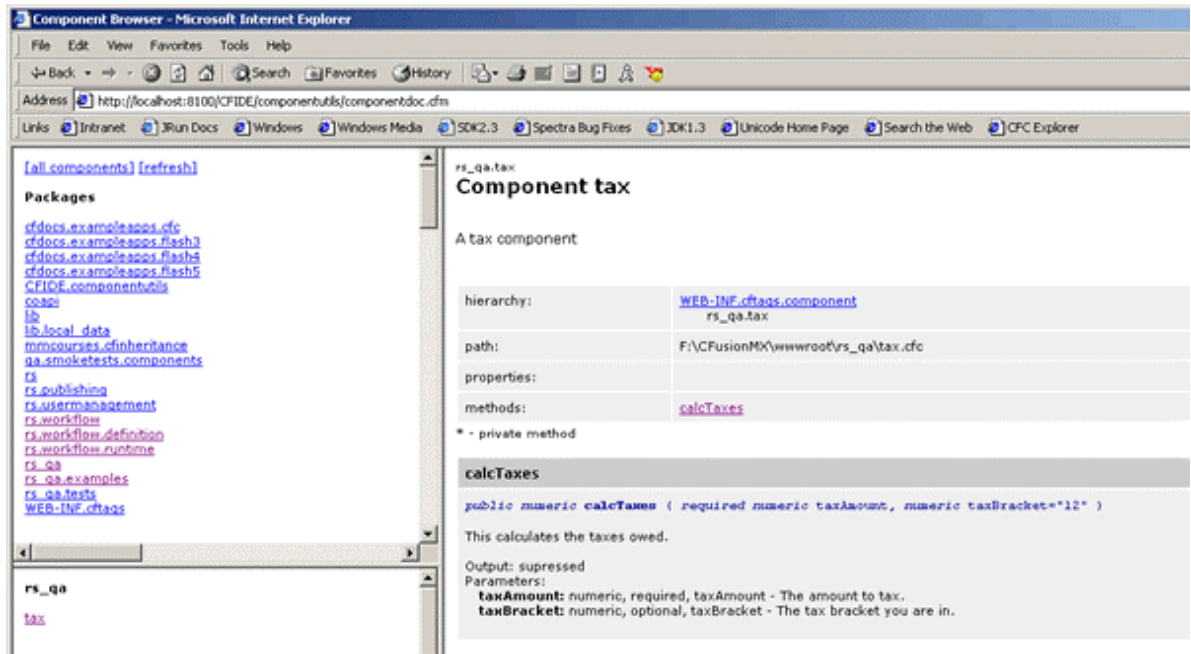 Component Browser - Microsoft Internet Explorer
File Edit View Favorites Tools Help
Back Search Favorites History
Address http://localhost:8100/CFIDE/componentutils/componentdoc.cfm
Links Intranet JRun Docs Windows Windows Media SDK2.3 Spectra Bug Fixes JDK1.3 Unicode Home Page Search the Web CFC Explorer
[all components] [refresh]
Packages
cfdocs.exampleapps.cfc
cfdocs.exampleapps.flash3
cfdocs.exampleapps.flash4
cfdocs.exampleapps.flash5
CFIDE.componentutils
coapi
lib
lib.local_data
mmcourses.cfinheritance
qa.smoketests.components
rs
rs.publishing
rs.usermanagement
rs.workflow
rs.workflow.definition
rs.workflow.runtime
rs_qa
rs_qa.examples
rs_qa.tests
WEB-INF.cftags
rs_qa
tax
rs_qa.tax
Component tax
A tax component
hierarchy: WEB-INF.cftags.component
rs_qa.tax
path: F:\CFusionMX\wwwroot\rs_qa\tax.cfc
properties:
methods: calcTaxes
* - private method
calcTaxes
public numeric calcTaxes ( required numeric taxAmount, numeric taxBracket="12" )
This calculates the taxes owed.
Output: supressed
Parameters:
taxAmount: numeric, required, taxAmount - The amount to tax.
taxBracket: numeric, optional, taxBracket - The tax bracket you are in.